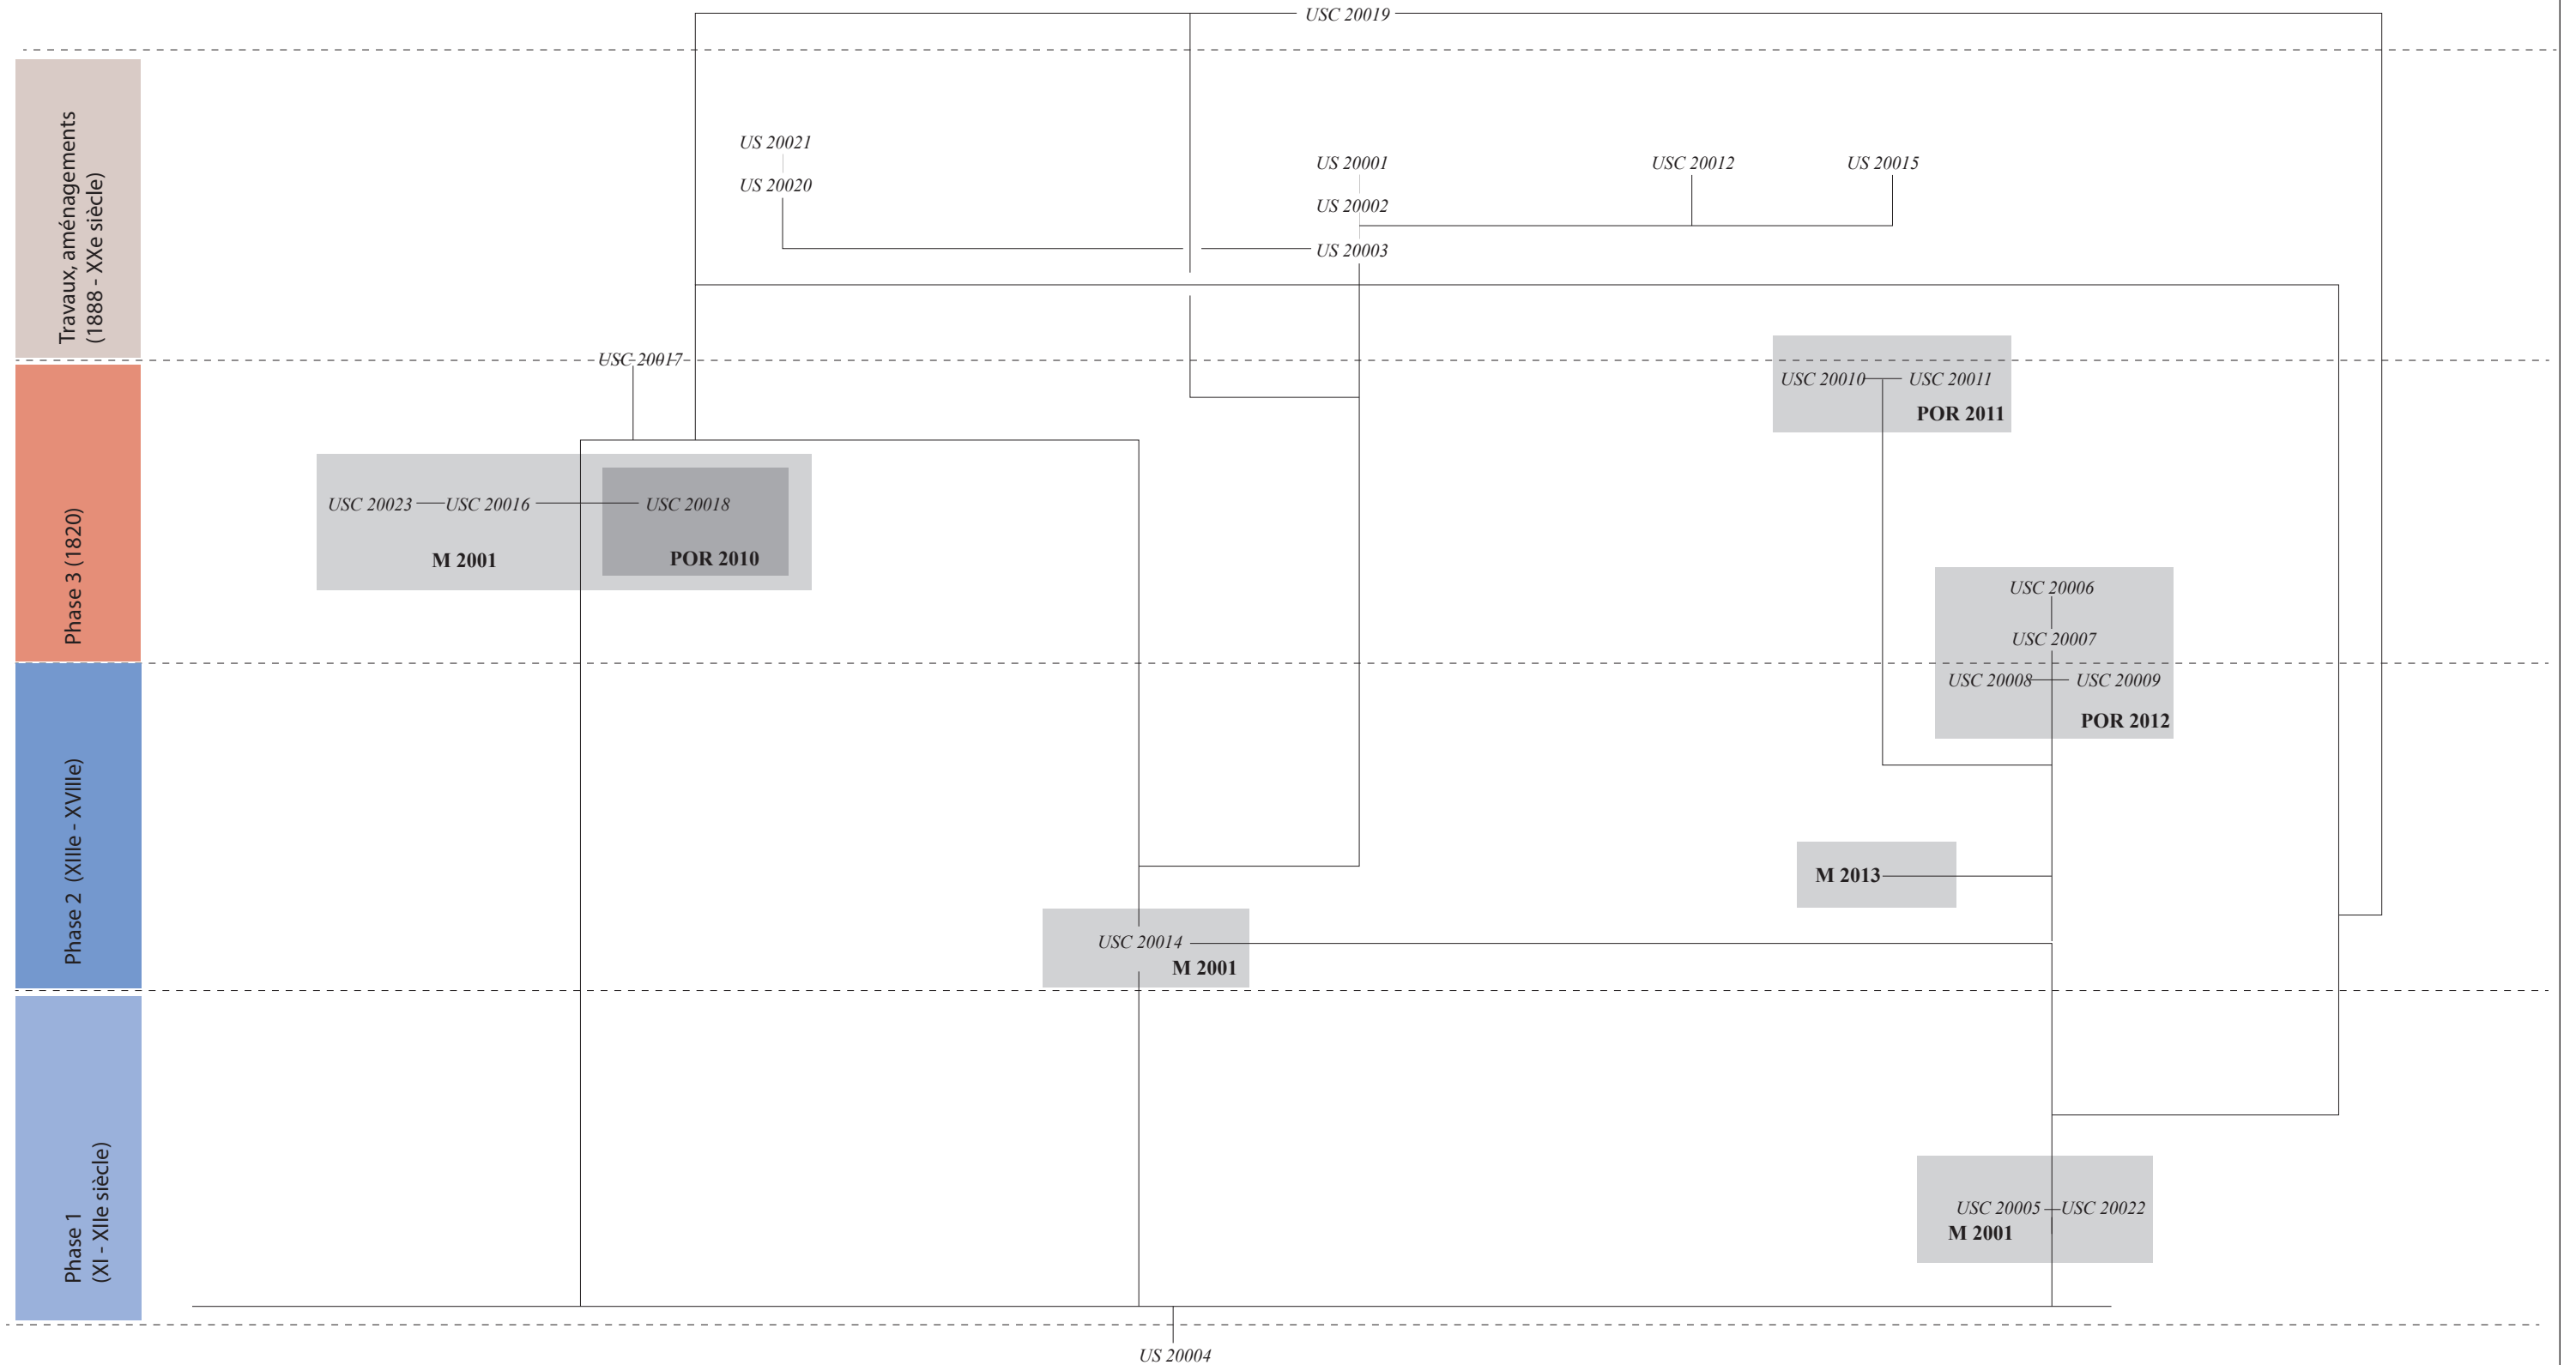 USC 20019
Travaux, aménagements
(1888 - XXe siècle)
US 20021
US 20020
US 20001
US 20002
US 20003
USC 20012
US 20015
Phase 3 (1820)
USC 20017
USC 20010 USC 20011
POR 2011
USC 20023 USC 20016 USC 20018
M 2001 POR 2010
USC 20006
USC 20007
Phase 2 (XIIIe - XVIIIe)
USC 20008 USC 20009
POR 2012
M 2013
USC 20014
M 2001
Phase 1
(XI - XIIe siècle)
USC 20005 USC 20022
M 2001
US 20004